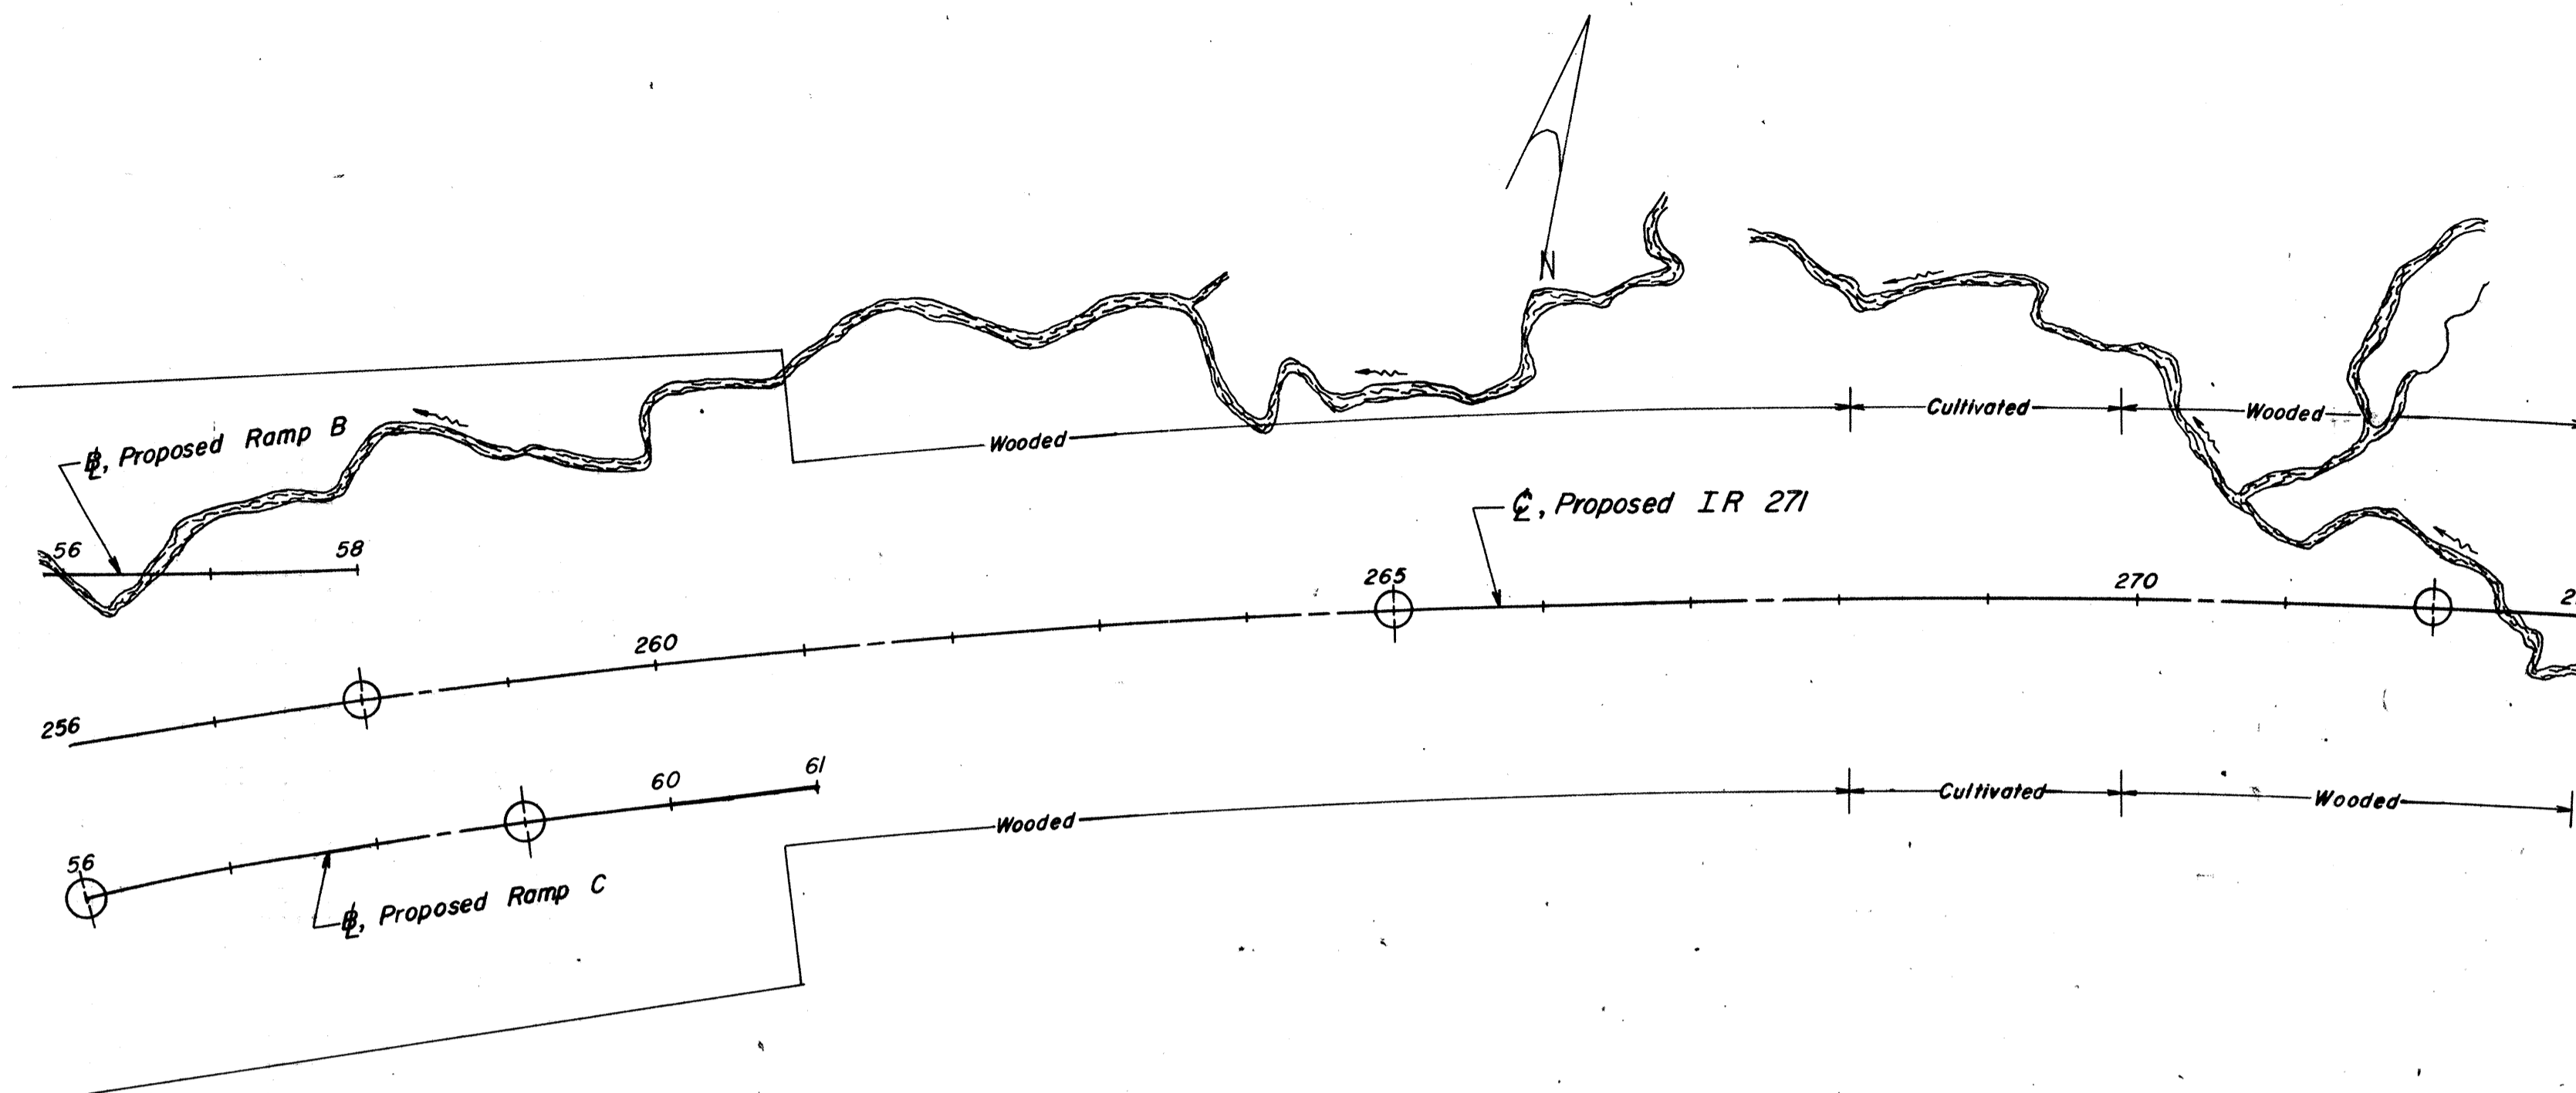 N
Cultivated
Wooded
Wooded
℄, Proposed Ramp B
℄, Proposed IR 271
56
58
265
270
2
260
256
61
60
Cultivated
Wooded
Wooded
56
℄, Proposed Ramp C